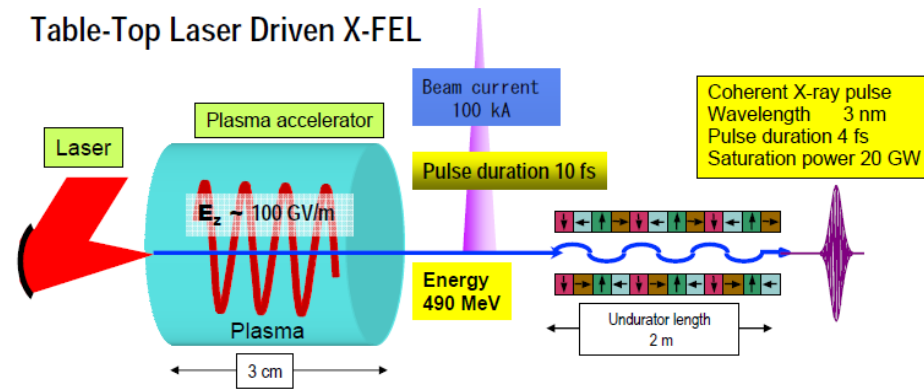 Table-Top Laser Driven X-FEL
Laser
Plasma accelerator
E_z ~ 100 GV/m
Plasma
3 cm
Beam current
100 kA
Pulse duration 10 fs
Energy
490 MeV
Undurator length
2 m
Coherent X-ray pulse
Wavelength 3 nm
Pulse duration 4 fs
Saturation power 20 GW